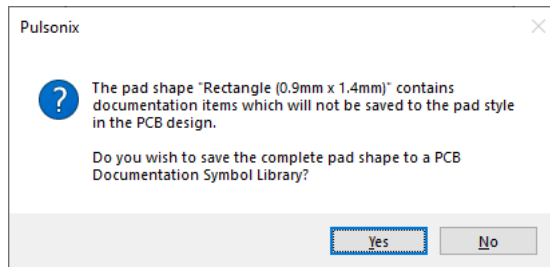 Pulsonix
The pad shape "Rectangle (0.9mm x 1.4mm)" contains
documentation items which will not be saved to the pad style
in the PCB design.
Do you wish to save the complete pad shape to a PCB
Documentation Symbol Library?
Yes No